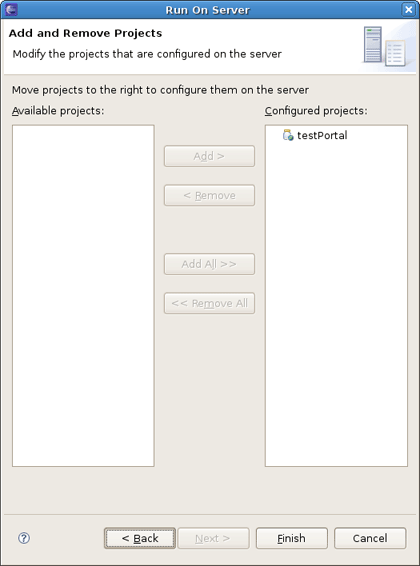 Run On Server
Add and Remove Projects
Modify the projects that are configured on the server
Move projects to the right to configure them on the server
Available projects:
Configured projects:
testPortal
Add >
< Remove
Add All >>
<< Remove All
?
< Back
Next >
Finish
Cancel